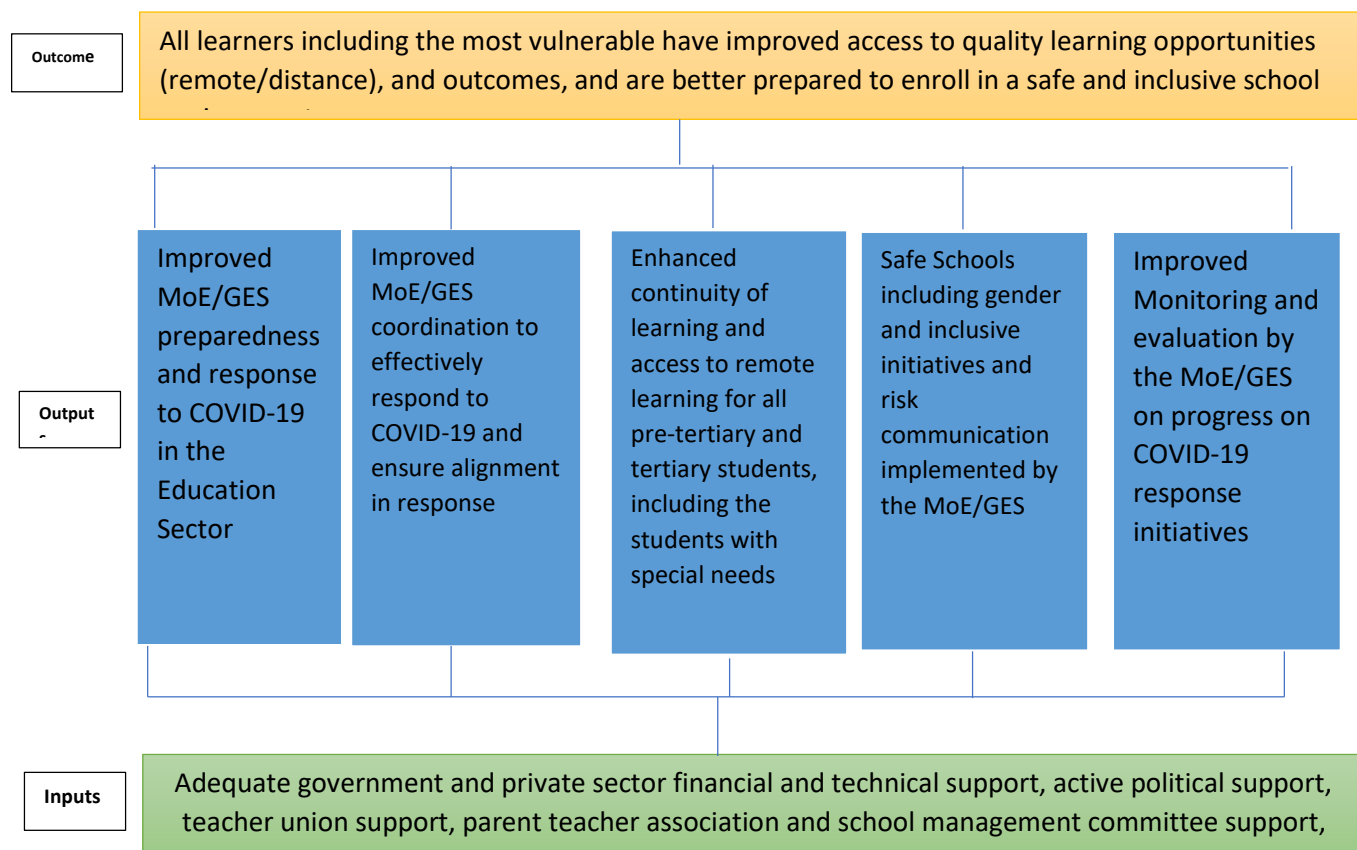 Outcome
All learners including the most vulnerable have improved access to quality learning opportunities
(remote/distance), and outcomes, and are better prepared to enroll in a safe and inclusive school
Improved
MoE/GES
preparedness
and response
to COVID-19
in the
Education
Sector
Improved
MoE/GES
coordination to
effectively
respond to
COVID-19 and
ensure alignment
in response
Enhanced
continuity of
learning and
access to remote
learning for all
pre-tertiary and
tertiary students,
including the
students with
special needs
Safe Schools
including gender
and inclusive
initiatives and
risk
communication
implemented by
the MoE/GES
Improved
Monitoring and
evaluation by
the MoE/GES
on progress on
COVID-19
response
initiatives
Output
Inputs
Adequate government and private sector financial and technical support, active political support,
teacher union support, parent teacher association and school management committee support,